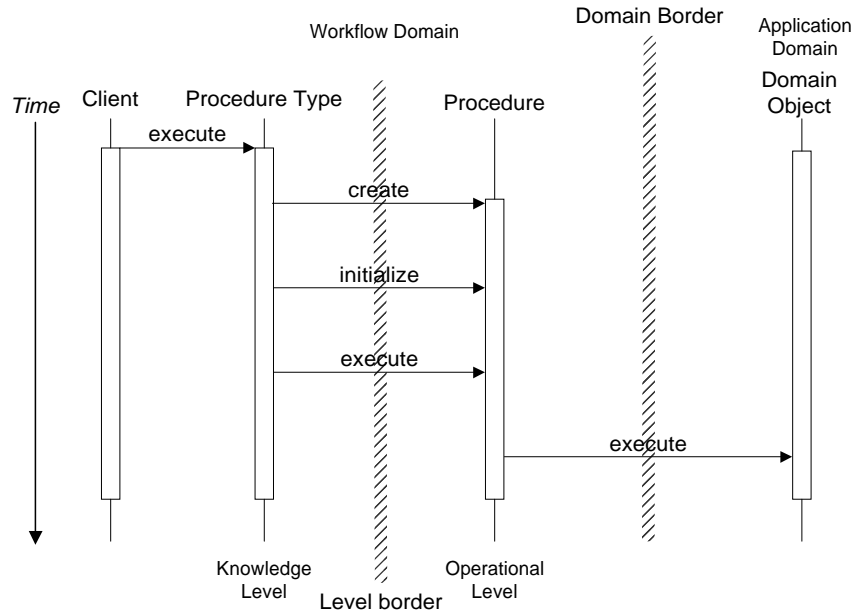 Workflow Domain
Domain Border
Application
Domain
Time
Client
Procedure Type
Procedure
Domain
Object
execute
create
initialize
execute
execute
Knowledge
Level
Level border
Operational
Level